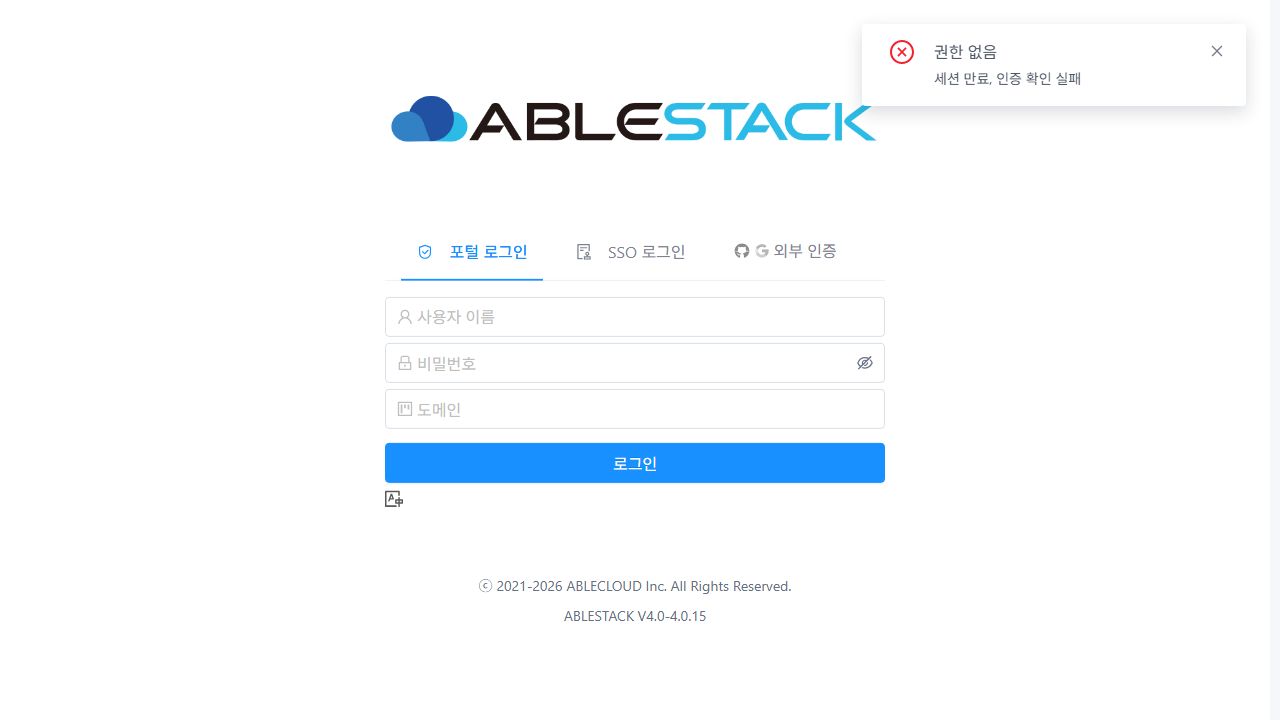 권한 없음
세션 만료, 인증 확인 실패
ABLESTACK
포털 로그인
SSO 로그인
외부 인증
사용자 이름
비밀번호
도메인
로그인
ⓒ 2021-2026 ABLECLOUD Inc. All Rights Reserved.
ABLESTACK V4.0-4.0.15